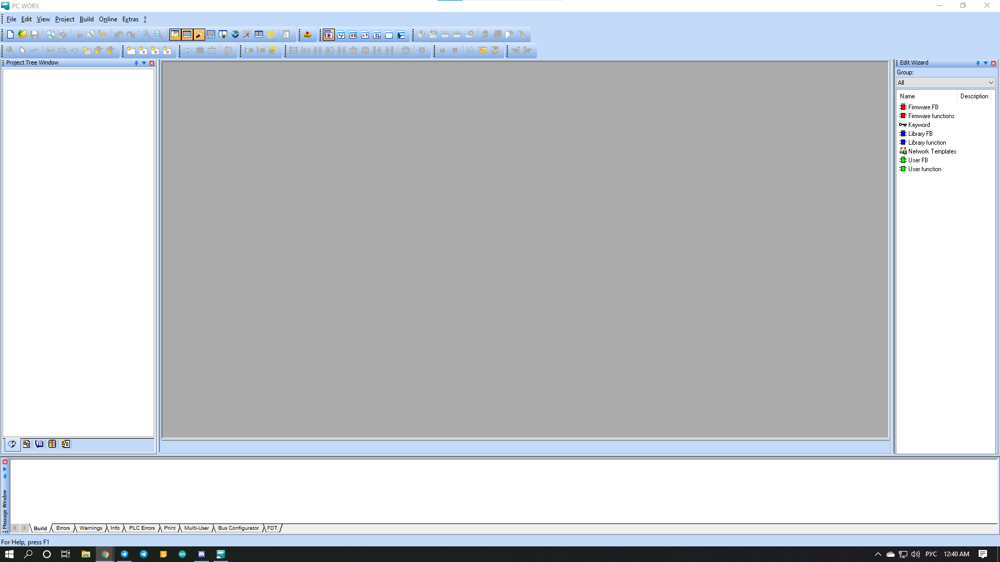 PC WORX
File Edit View Project Build Online Extras ?
Project Tree Window
Edit Wizard
Group:
All
Name Description
Firmware FB
Firmware functions
Keyword
Library FB
Library function
Network Templates
User FB
User function
Message Window
Build Errors Warnings Info PLC Errors Print Multi-User Bus Configurator FDT
For Help, press F1
РУС 12:40 AM